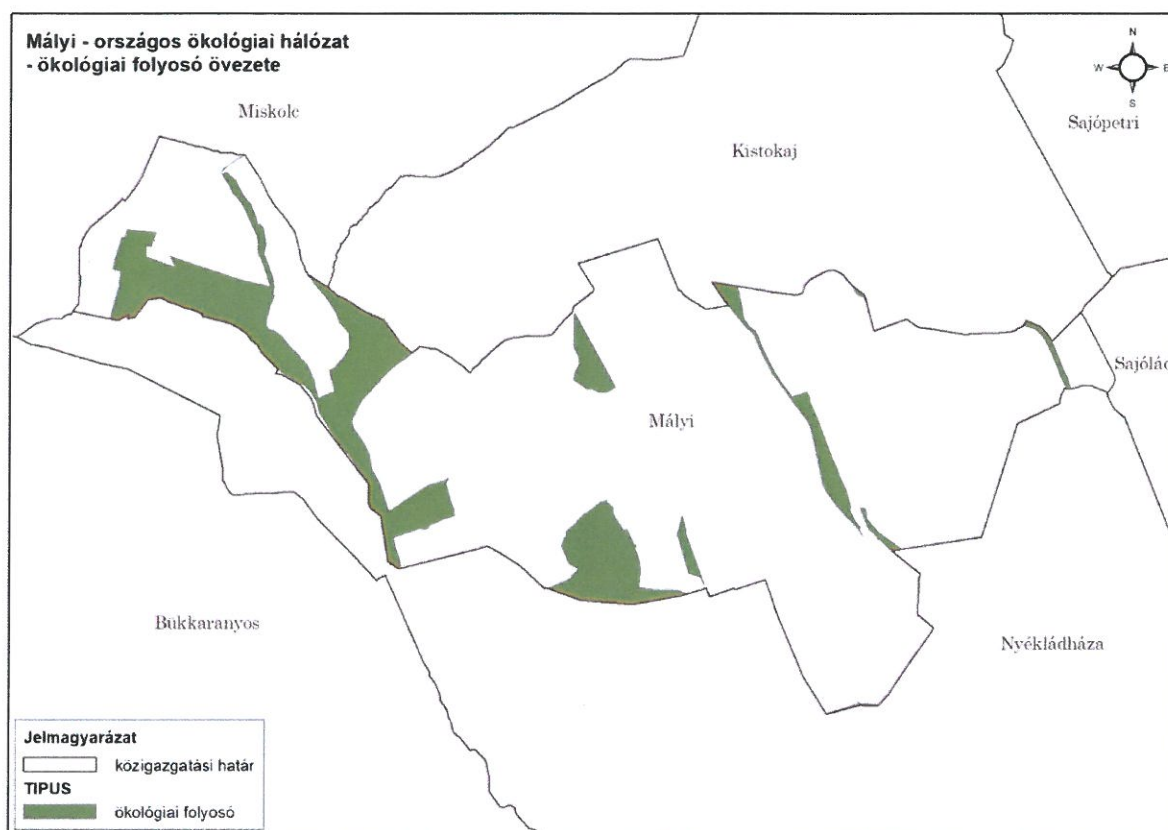 Mályi - országos ökológiai hálózat
- ökológiai folyosó övezete
N
W E
S
Miskolc
Sajópetri
Kistokaj
Sajólád
Mályi
Bükkaranyos
Nyékládháza
Jelmagyarázat
közigazgatási határ
TIPUS
ökológiai folyosó